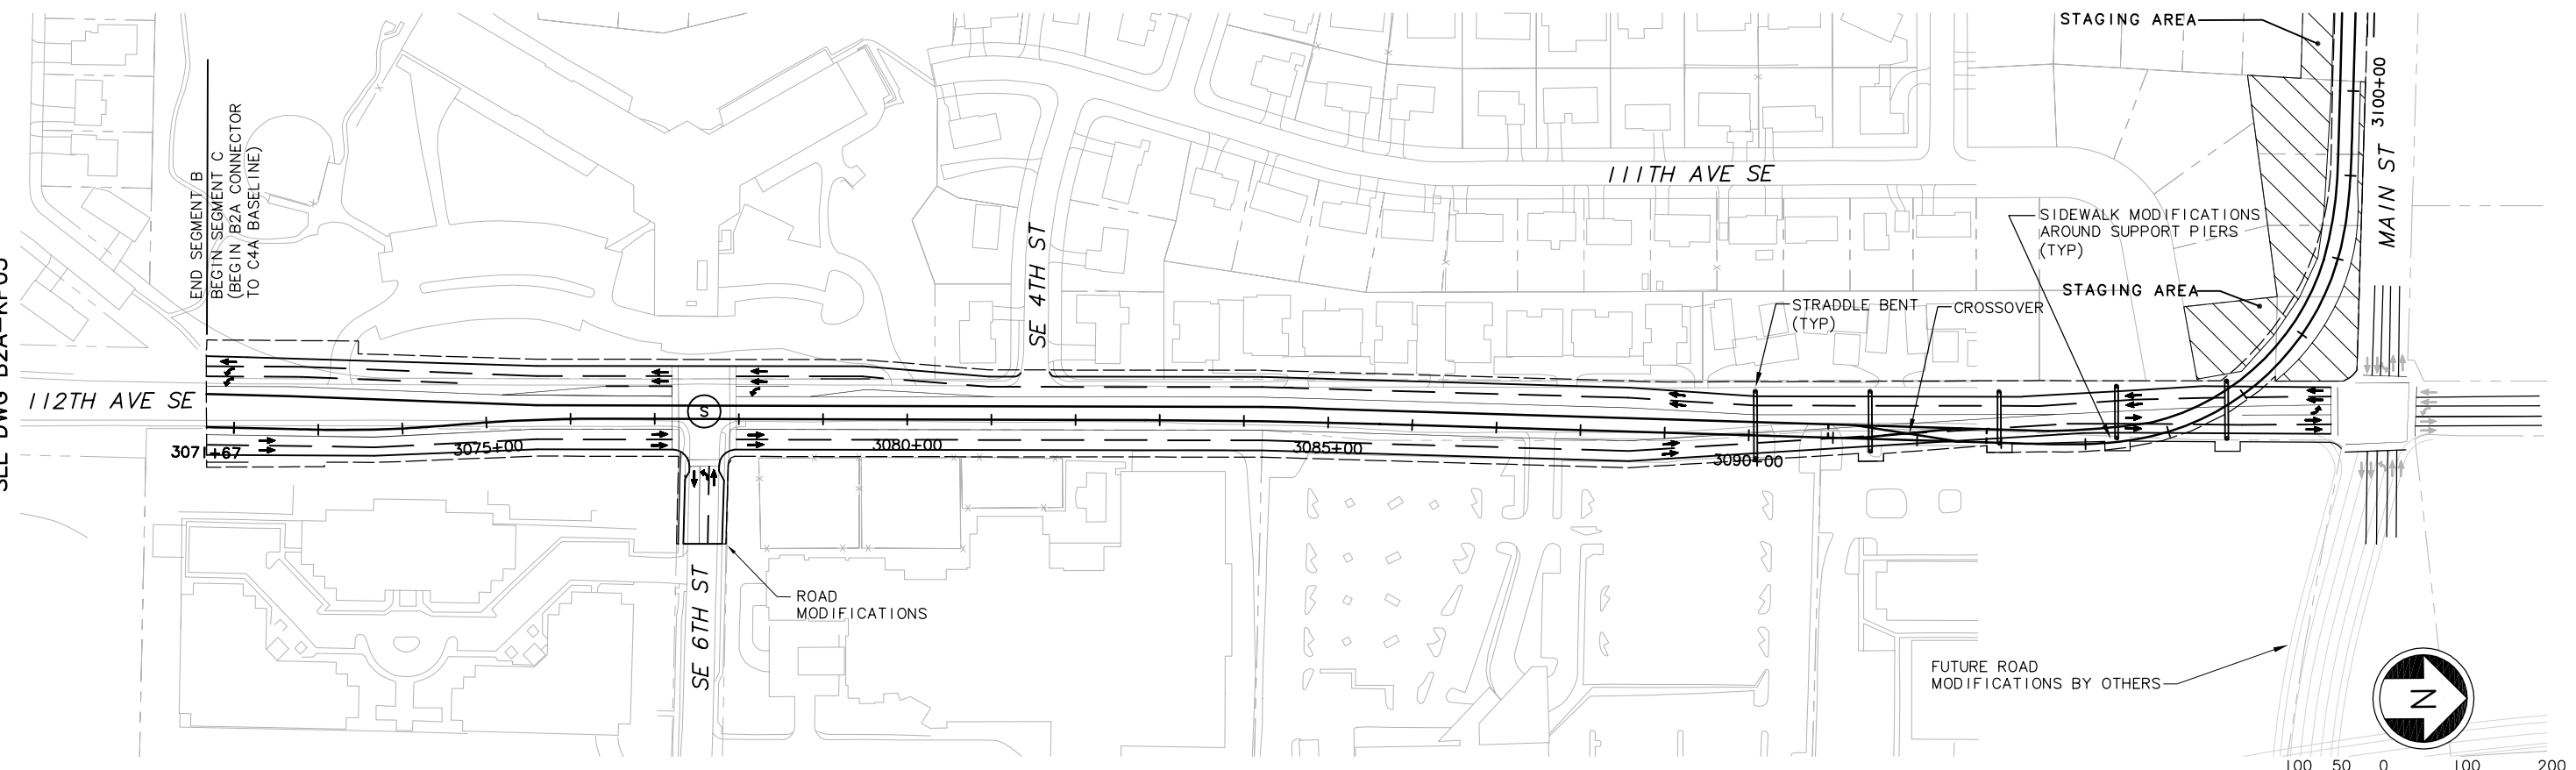 STAGING AREA
3100+00
MAIN ST
END SEGMENT B
BEGIN SEGMENT C
(BEGIN B2A CONNECTOR
TO C4A BASELINE)
111TH AVE SE
SIDEWALK MODIFICATIONS
AROUND SUPPORT PIERS
(TYP)
SE 4TH ST
STAGING AREA
STRADDLE BENT
(TYP)
CROSSOVER
112TH AVE SE
S
3071+67
3075+00
3080+00
3085+00
3090+00
ROAD
MODIFICATIONS
SE 6TH ST
FUTURE ROAD
MODIFICATIONS BY OTHERS
N
100 50 0 100 200